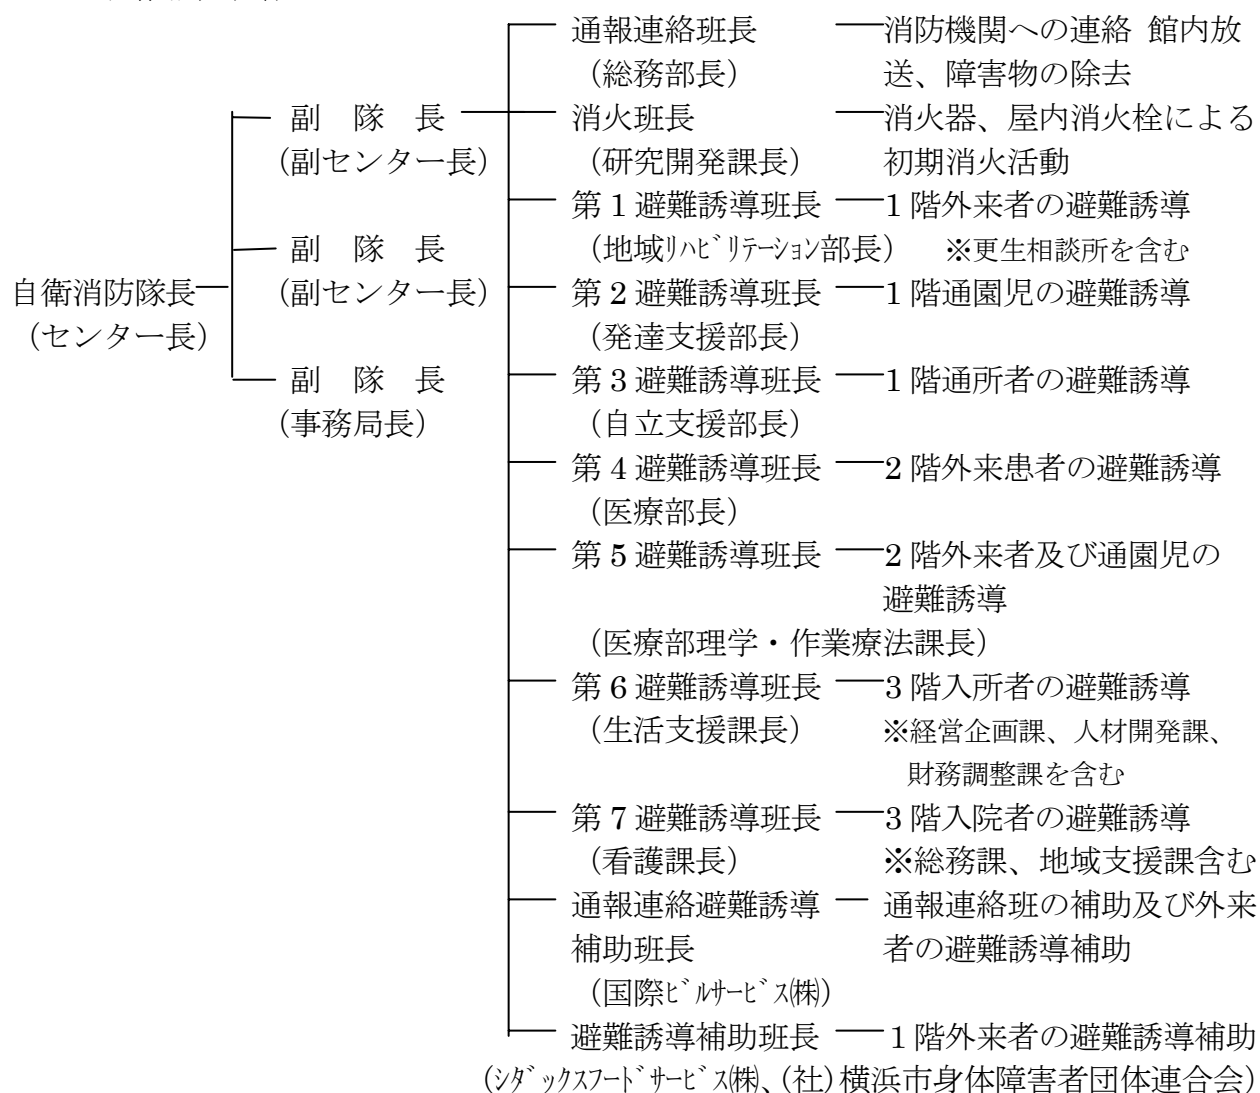 通報連絡班長 消防機関への連絡 館内放
（総務部長） 送、障害物の除去
副 隊 長 消火班長 消火器、屋内消火栓による
（副センター長） （研究開発課長） 初期消火活動
第1避難誘導班長 1階外来者の避難誘導
副 隊 長 （地域ﾘﾊﾋﾞﾘﾃｰｼｮﾝ部長） ※更生相談所を含む
自衛消防隊長 （副センター長） 第2避難誘導班長 1階通園児の避難誘導
（センター長） （発達支援部長）
副 隊 長 第3避難誘導班長 1階通所者の避難誘導
（事務局長） （自立支援部長）
第4避難誘導班長 2階外来患者の避難誘導
（医療部長）
第5避難誘導班長 2階外来者及び通園児の
避難誘導
（医療部理学・作業療法課長）
第6避難誘導班長 3階入所者の避難誘導
（生活支援課長） ※経営企画課、人材開発課、
財務調整課を含む
第7避難誘導班長 3階入院者の避難誘導
（看護課長） ※総務課、地域支援課含む
通報連絡避難誘導 通報連絡班の補助及び外来
補助班長 者の避難誘導補助
（国際ﾋﾞﾙｻｰﾋﾞｽ㈱）
避難誘導補助班長 1階外来者の避難誘導補助
（ｼﾀﾞｯｸｽﾌｰﾄﾞｻｰﾋﾞｽ㈱、（社）横浜市身体障害者団体連合会）